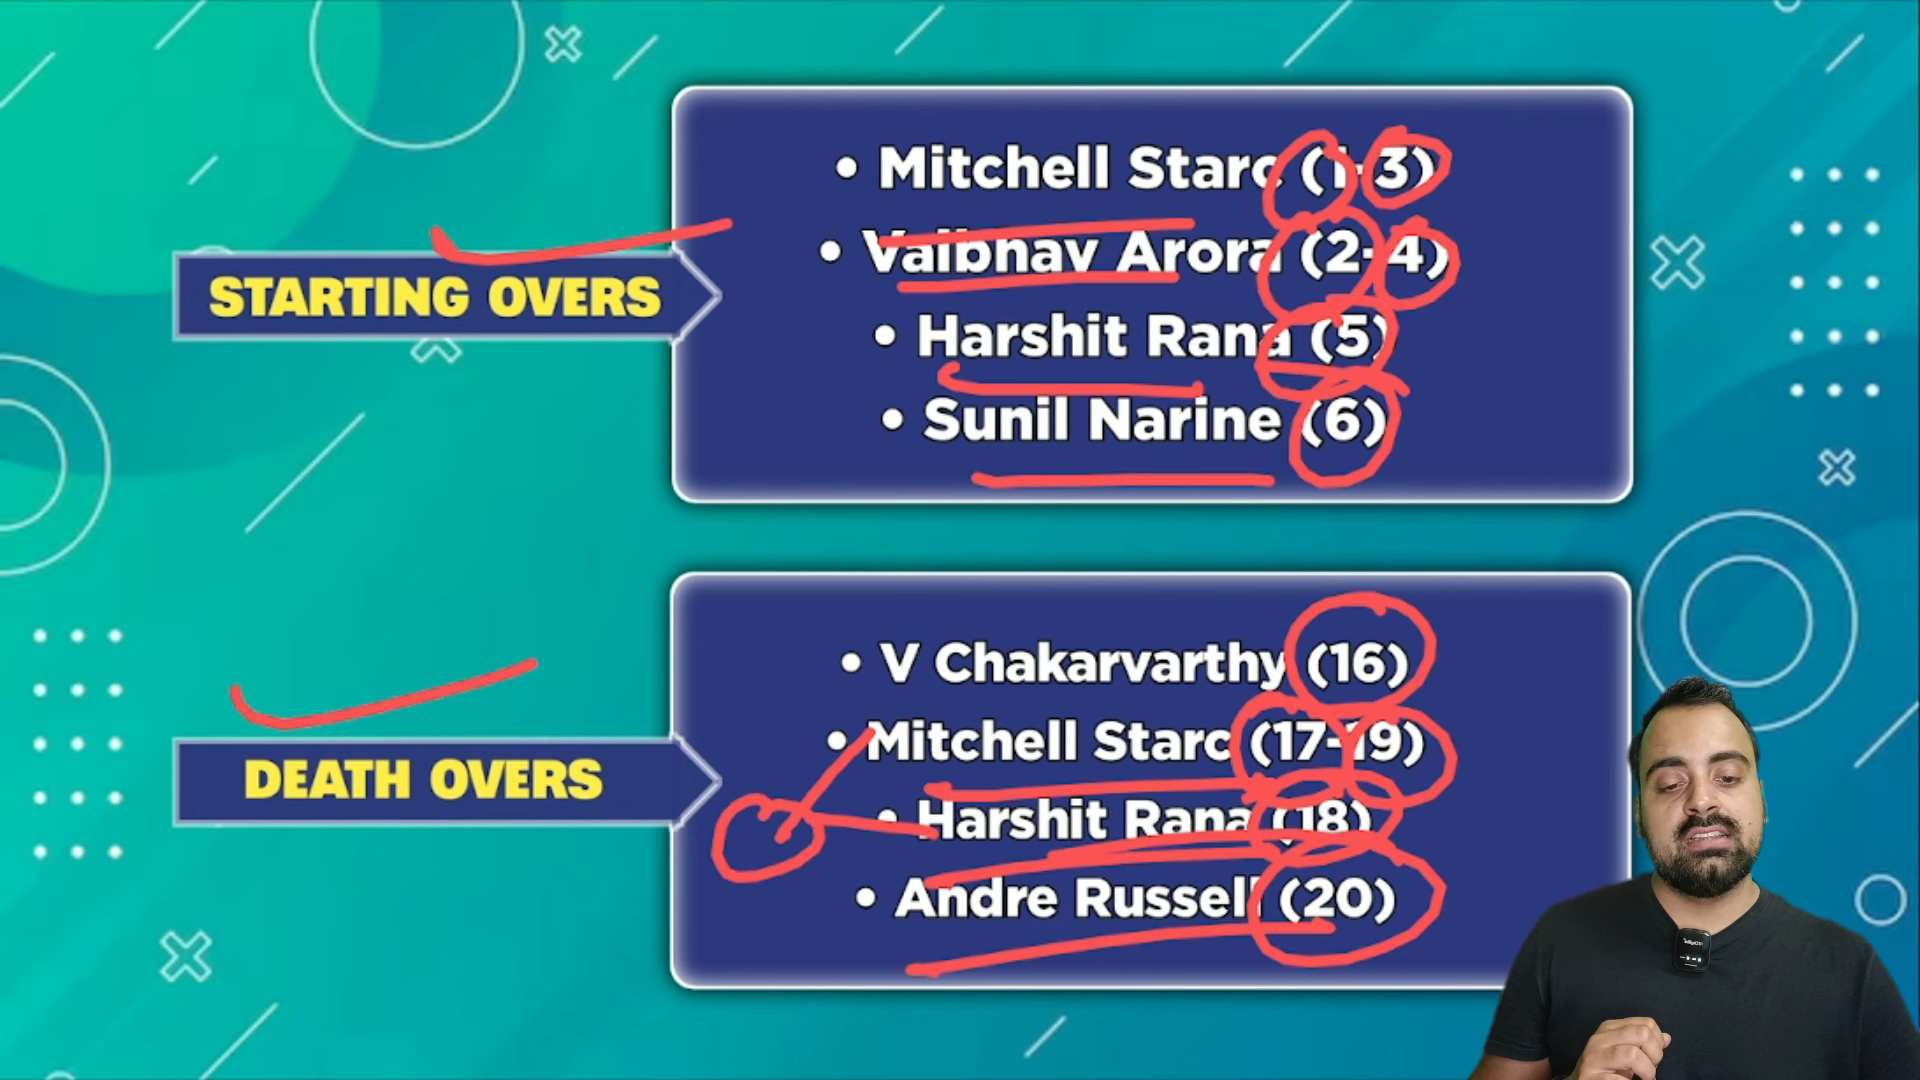 STARTING OVERS
• Mitchell Starc (1-3)
• Vaibhav Arora (2-4)
• Harshit Rana (5)
• Sunil Narine (6)
DEATH OVERS
• V Chakarvarthy (16)
• Mitchell Starc (17-19)
• Harshit Rana (18)
• Andre Russell (20)